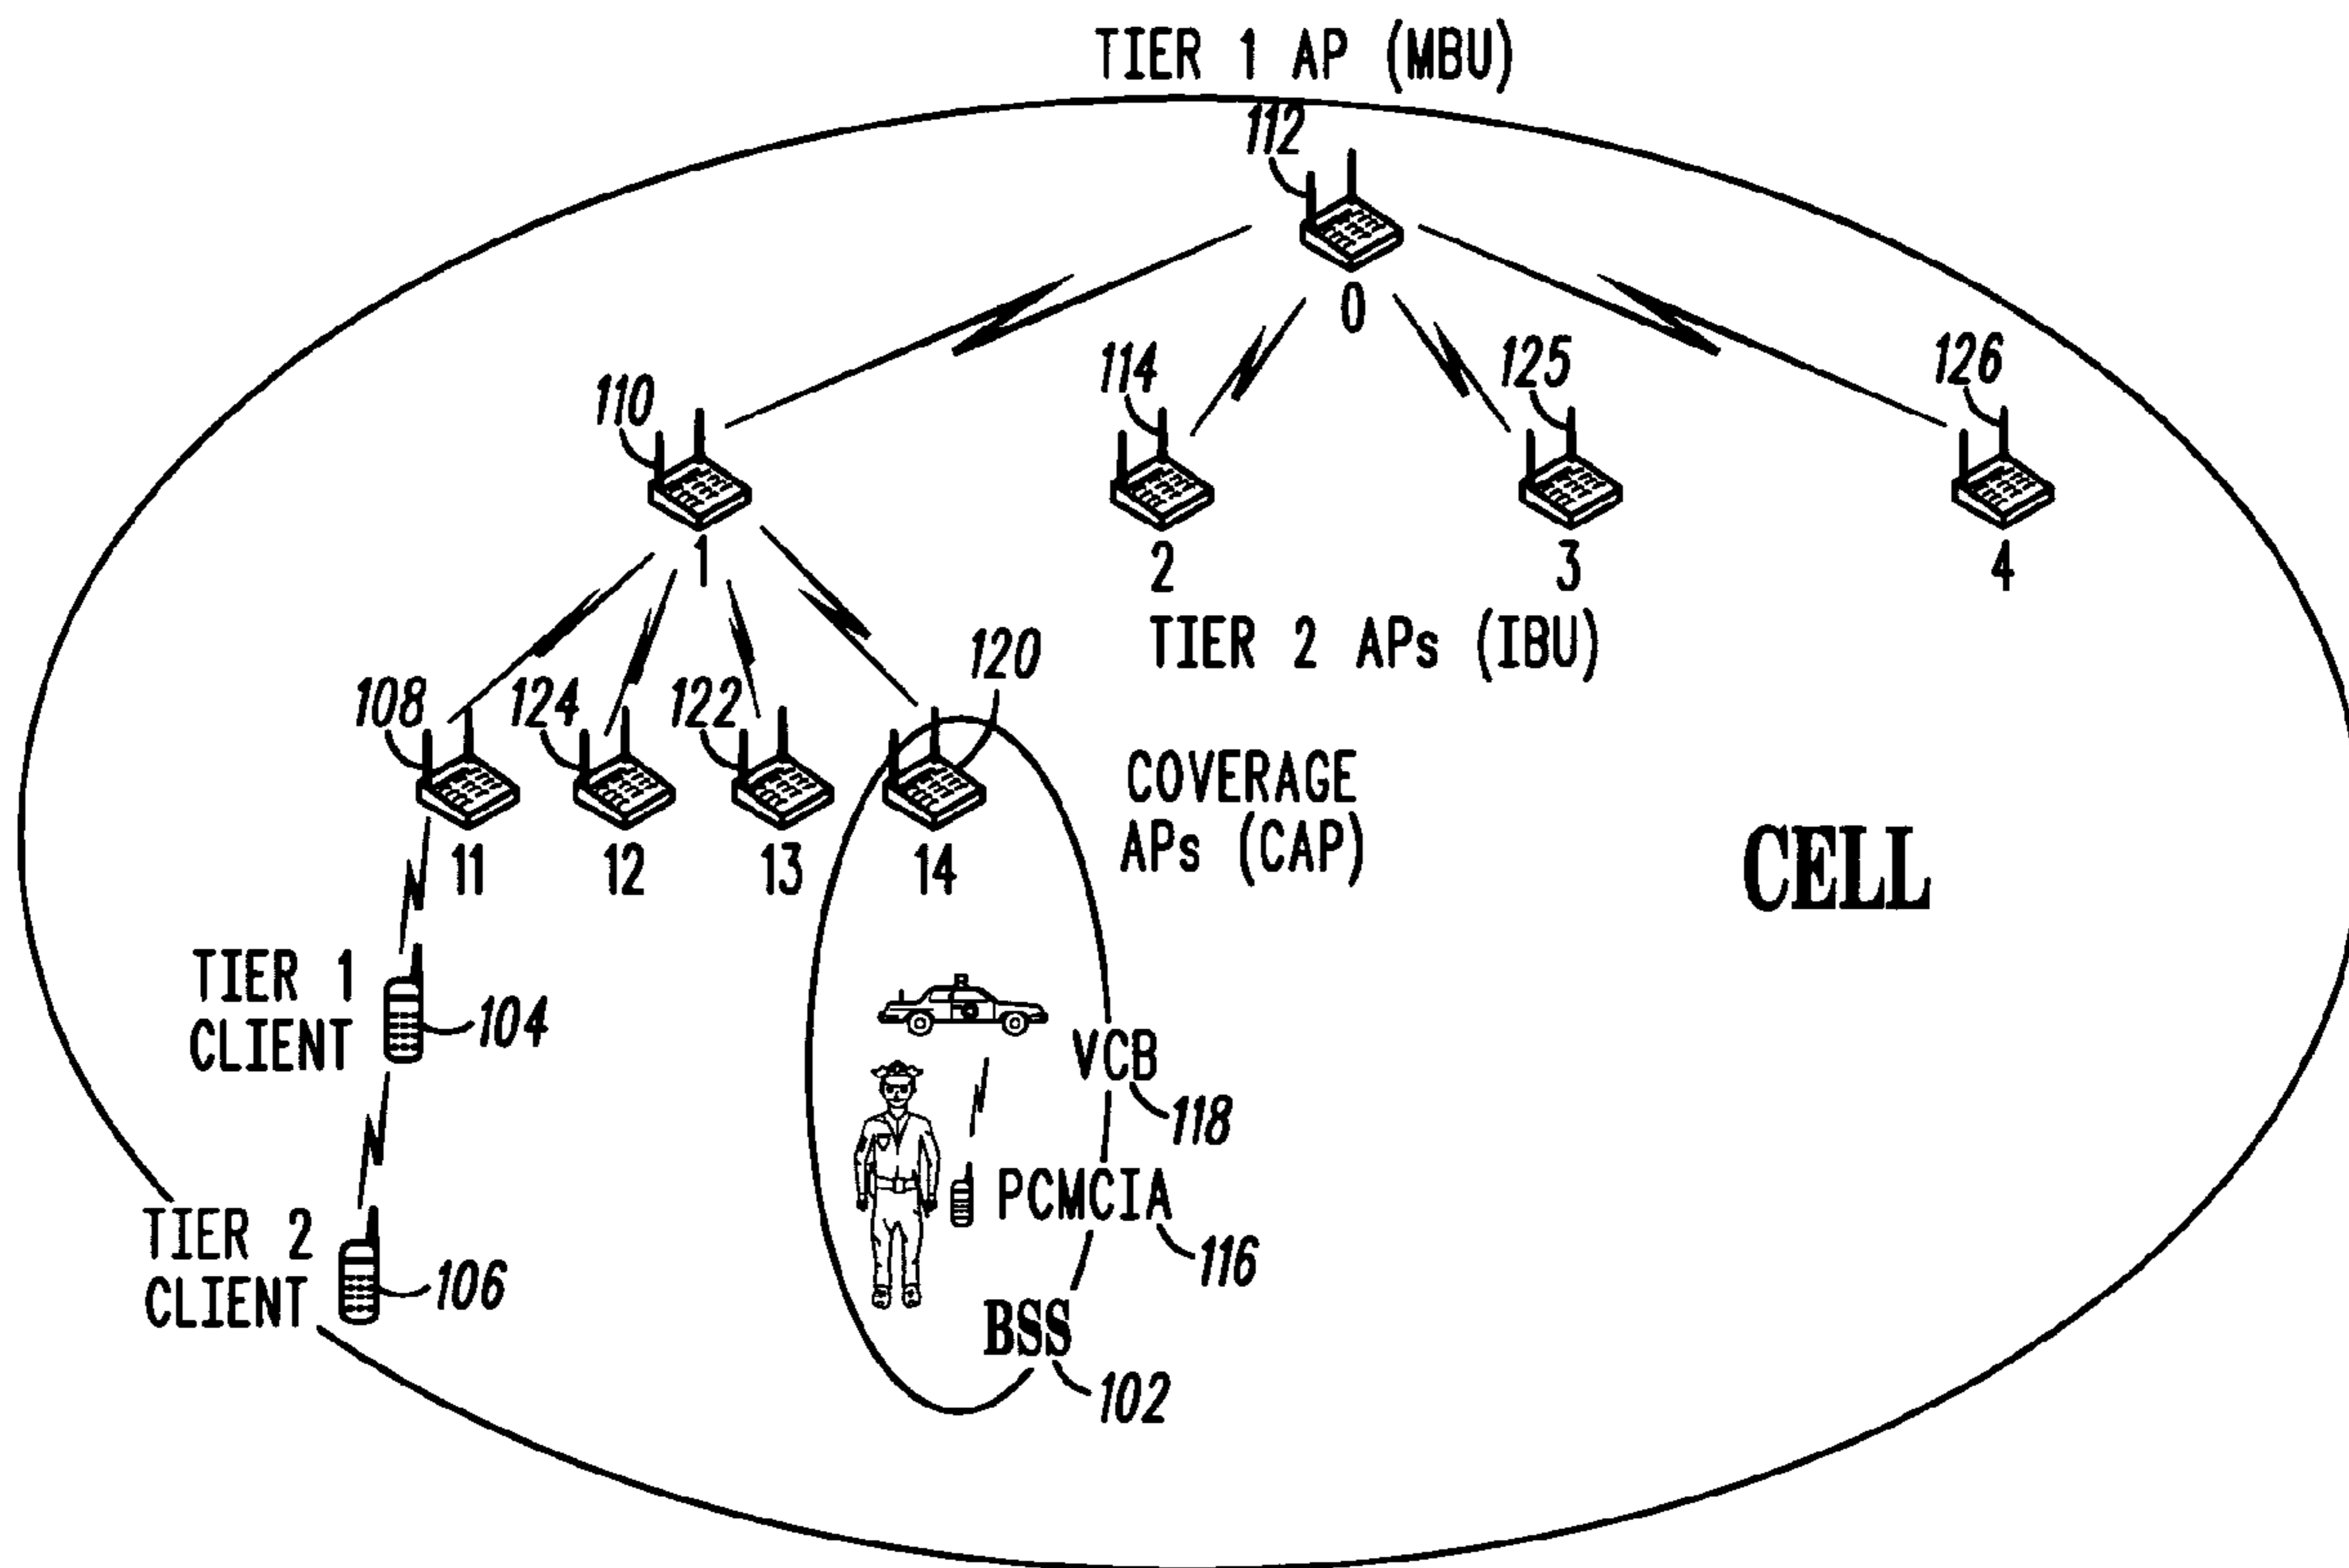 TIER 1 AP (MBU)
112
0
110
114
125
126
1
2
3
4
TIER 2 APs (IBU)
120
108
124
122
COVERAGE
APs (CAP)
11
12
13
14
CELL
TIER 1
CLIENT
104
VCB
118
PCMCIA
116
TIER 2
CLIENT
106
BSS
102